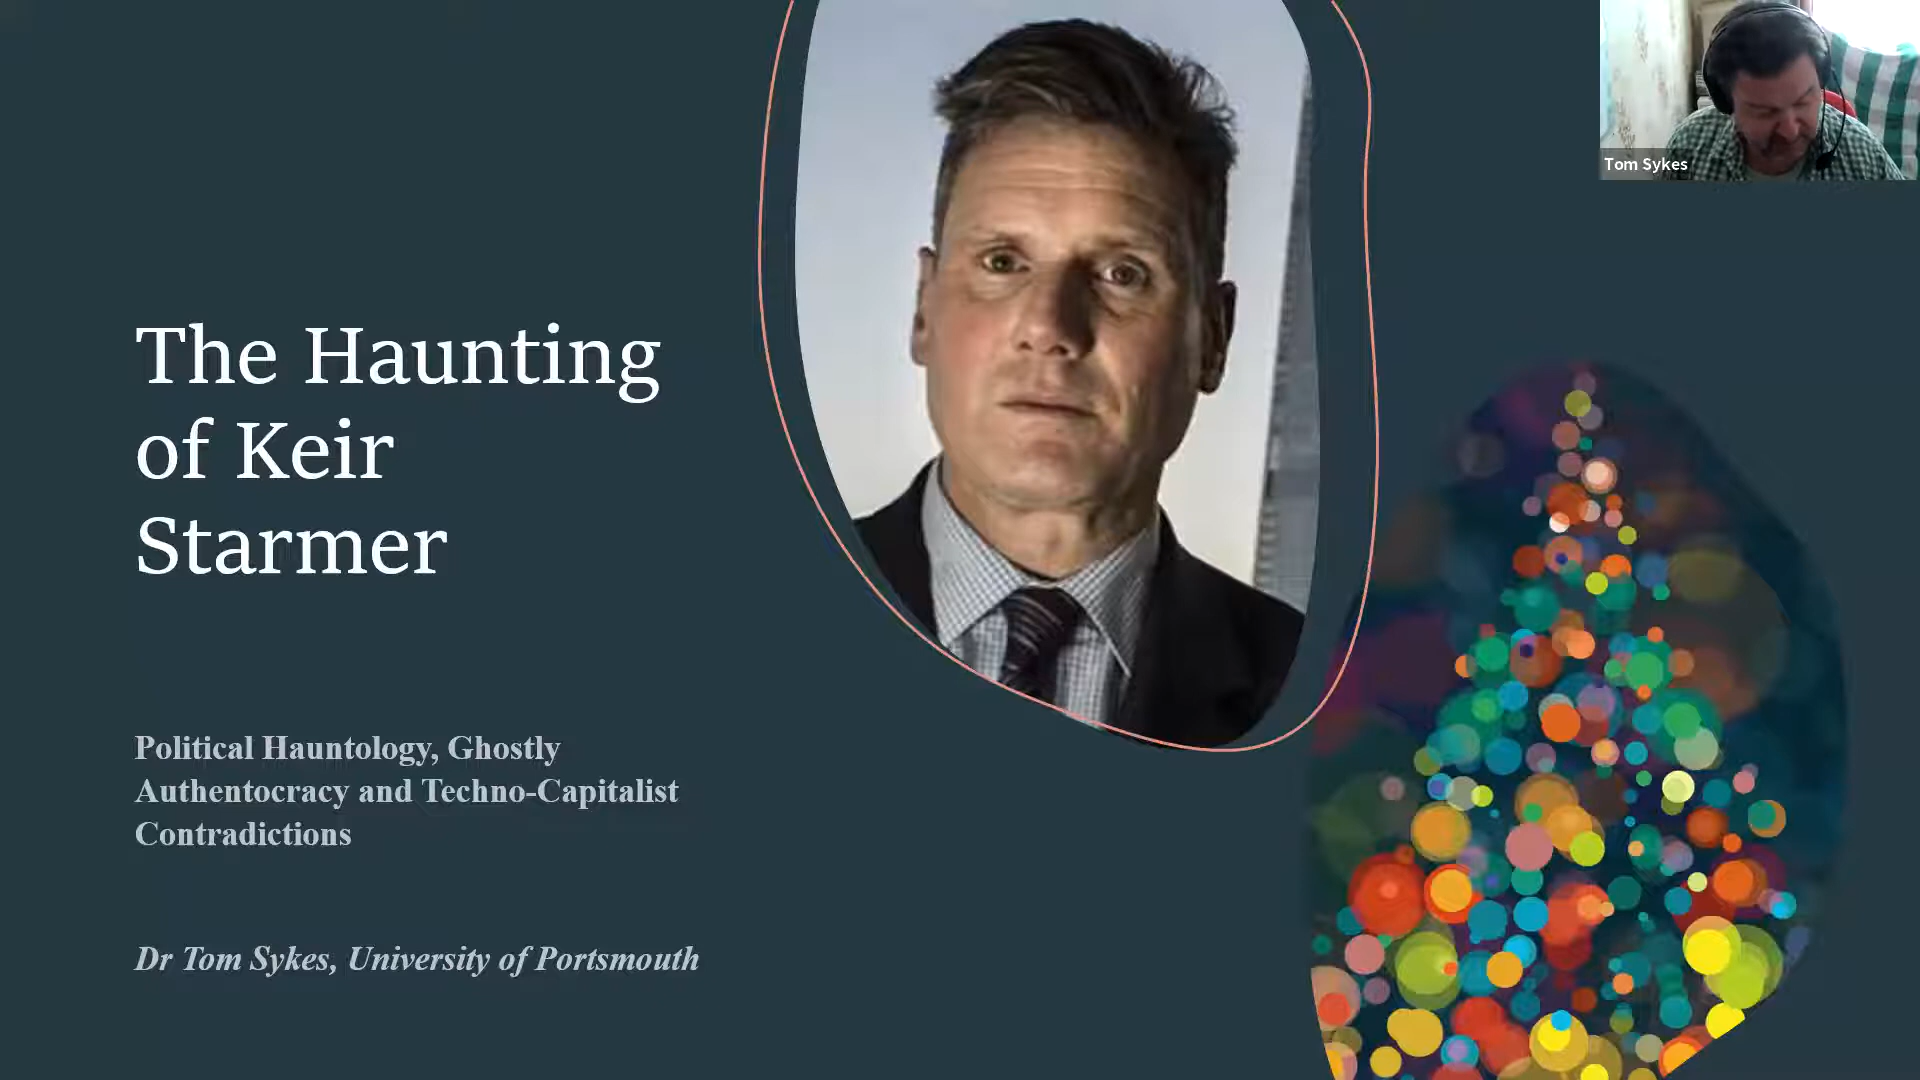 The Haunting
of Keir
Starmer
Political Hauntology, Ghostly
Authentocracy and Techno-Capitalist
Contradictions
Dr Tom Sykes, University of Portsmouth
Tom Sykes